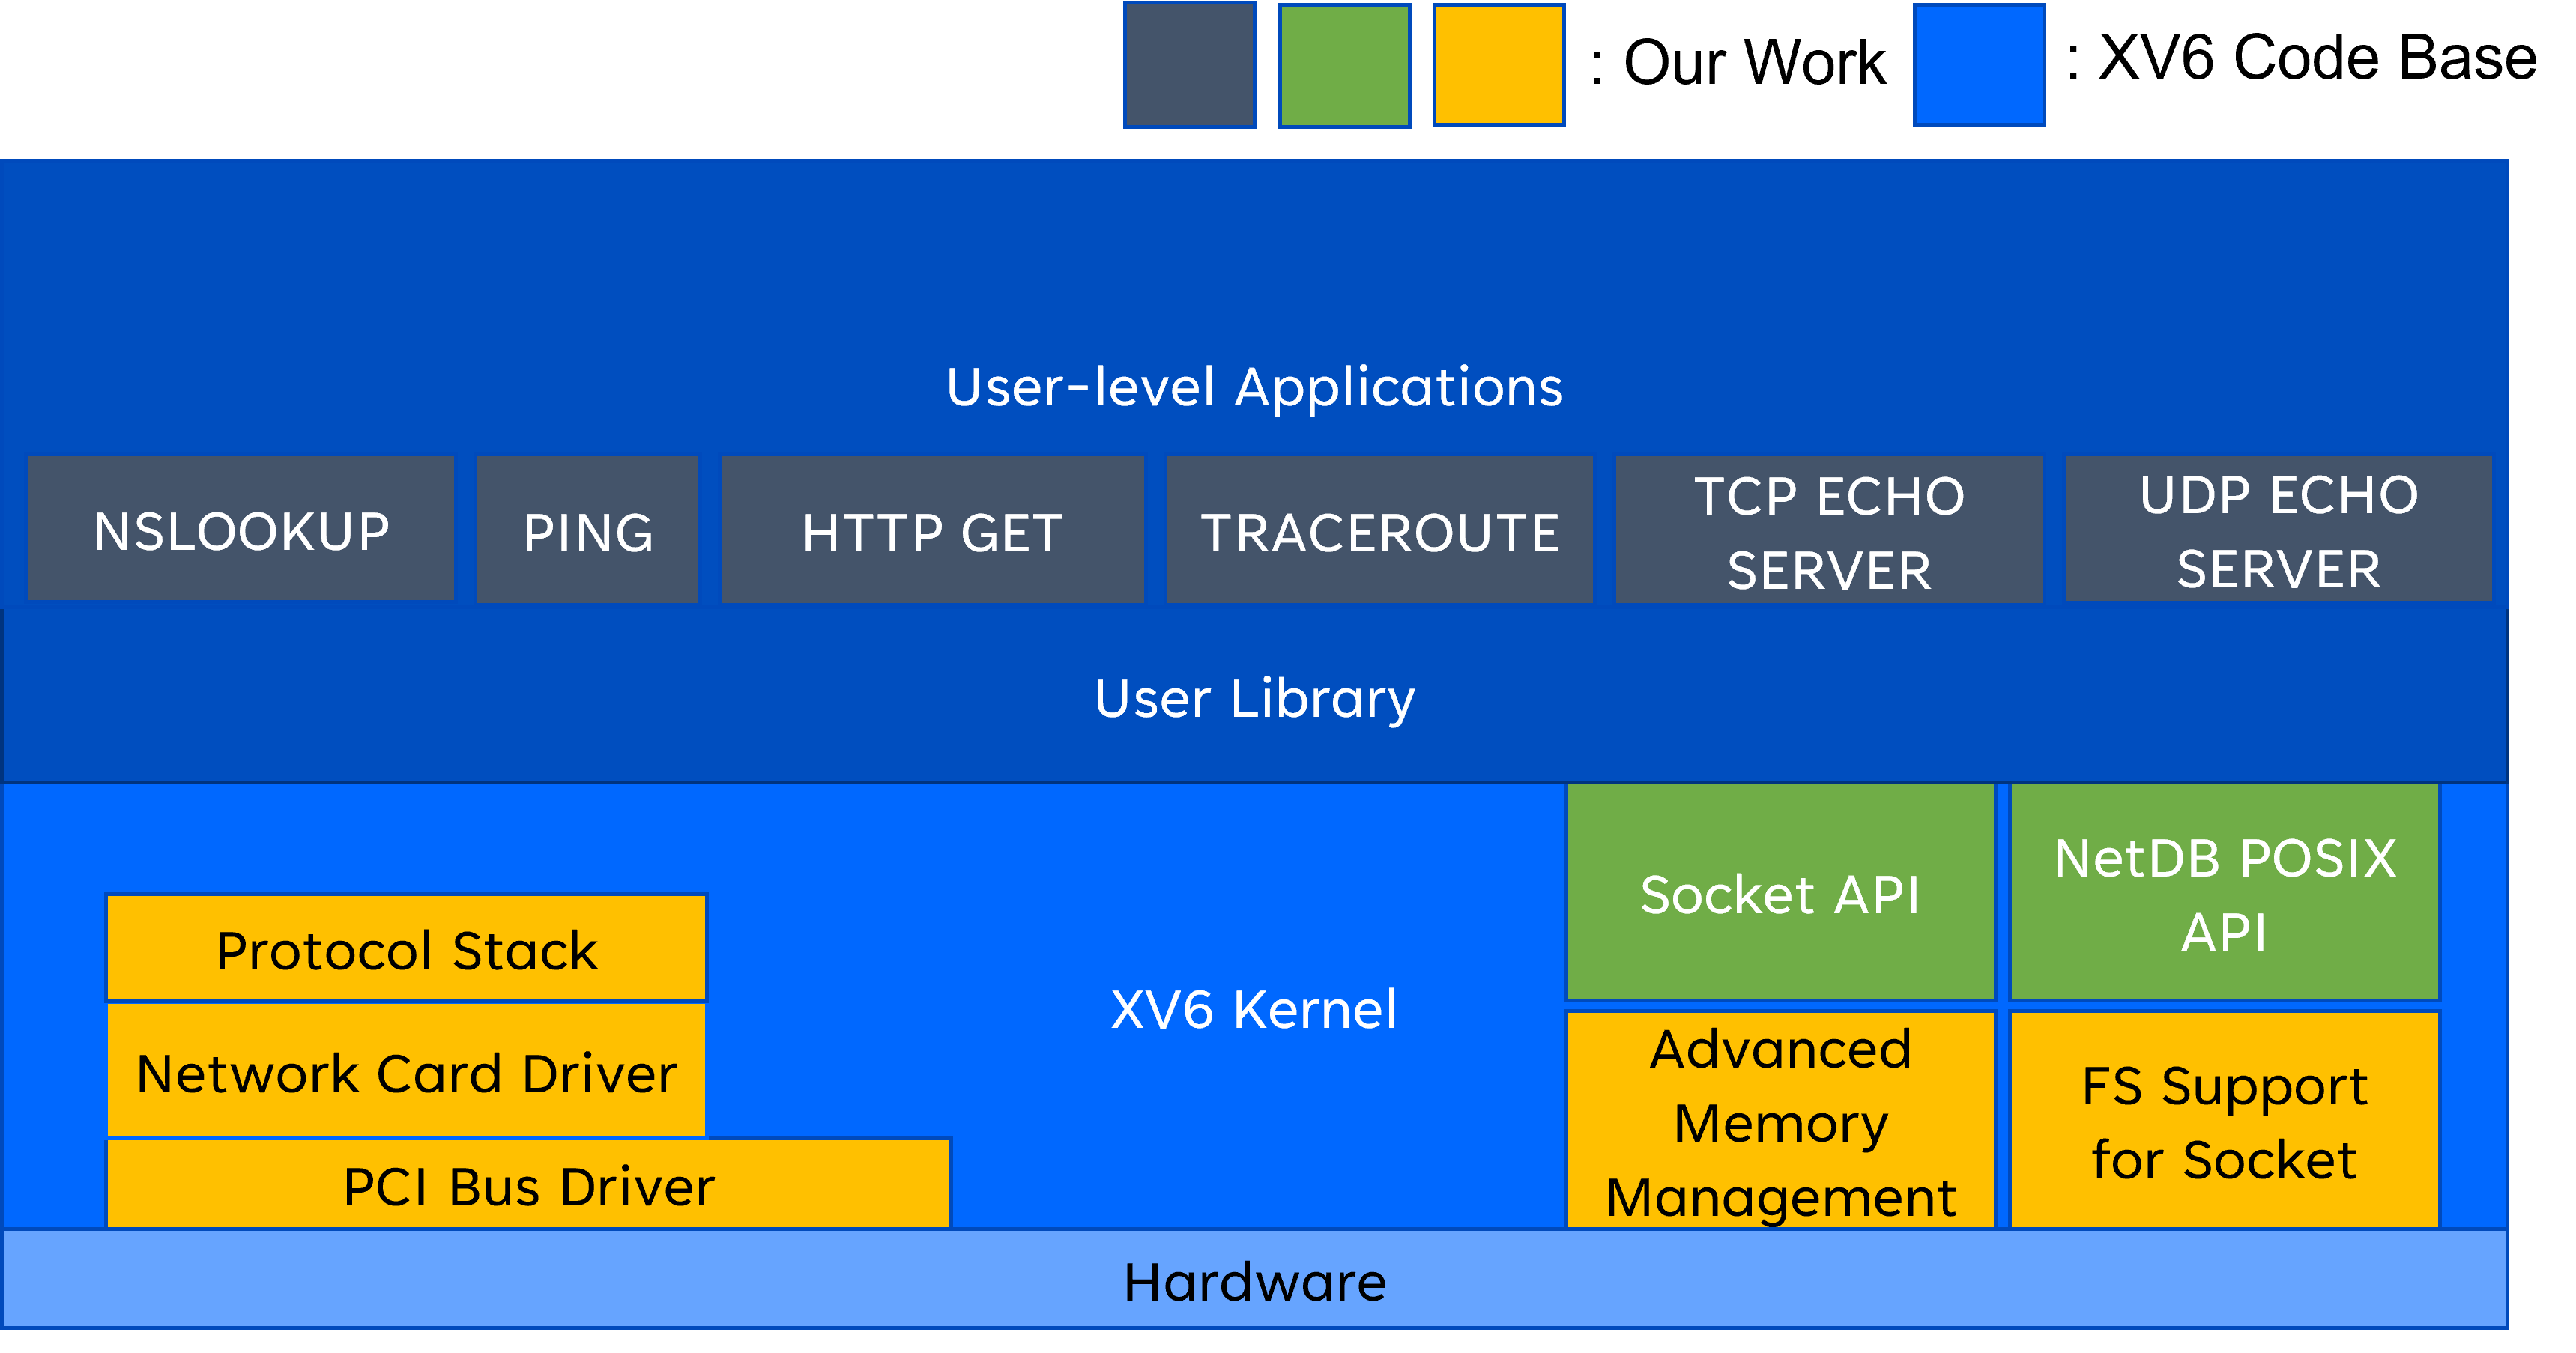 : Our Work
: XV6 Code Base
User-level Applications
NSLOOKUP
PING
HTTP GET
TRACEROUTE
TCP ECHO
SERVER
UDP ECHO
SERVER
User Library
Socket API
NetDB POSIX
API
Protocol Stack
Network Card Driver
PCI Bus Driver
XV6 Kernel
Advanced
Memory
Management
FS Support
for Socket
Hardware